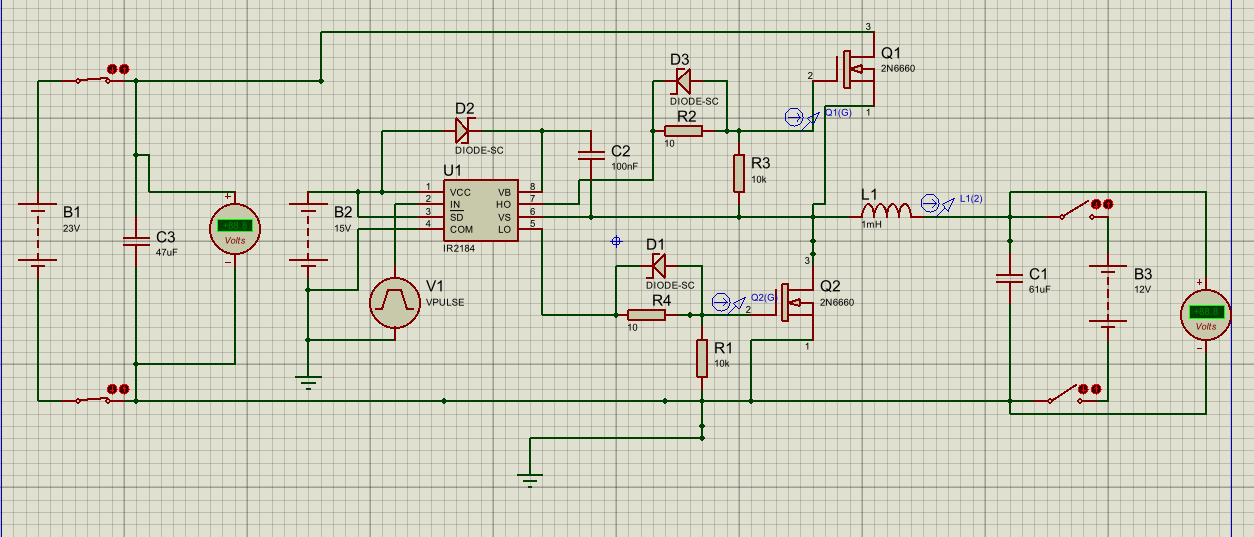 3
Q1
2N6660
2
1
Q1(G)
D3
DIODE-SC
R2
10
R3
10k
D2
DIODE-SC
C2
100nF
U1
1 VCC VB 8
2 IN HO 7
3 SD VS 6
4 COM LO 5
IR2184
B1
23V
C3
47uF
+
Volts
−
B2
15V
V1
VPULSE
D1
DIODE-SC
R4
10
R1
10k
Q2(G)
3
Q2
2N6660
2
1
L1
1mH
L1(2)
C1
61uF
B3
12V
+
Volts
−